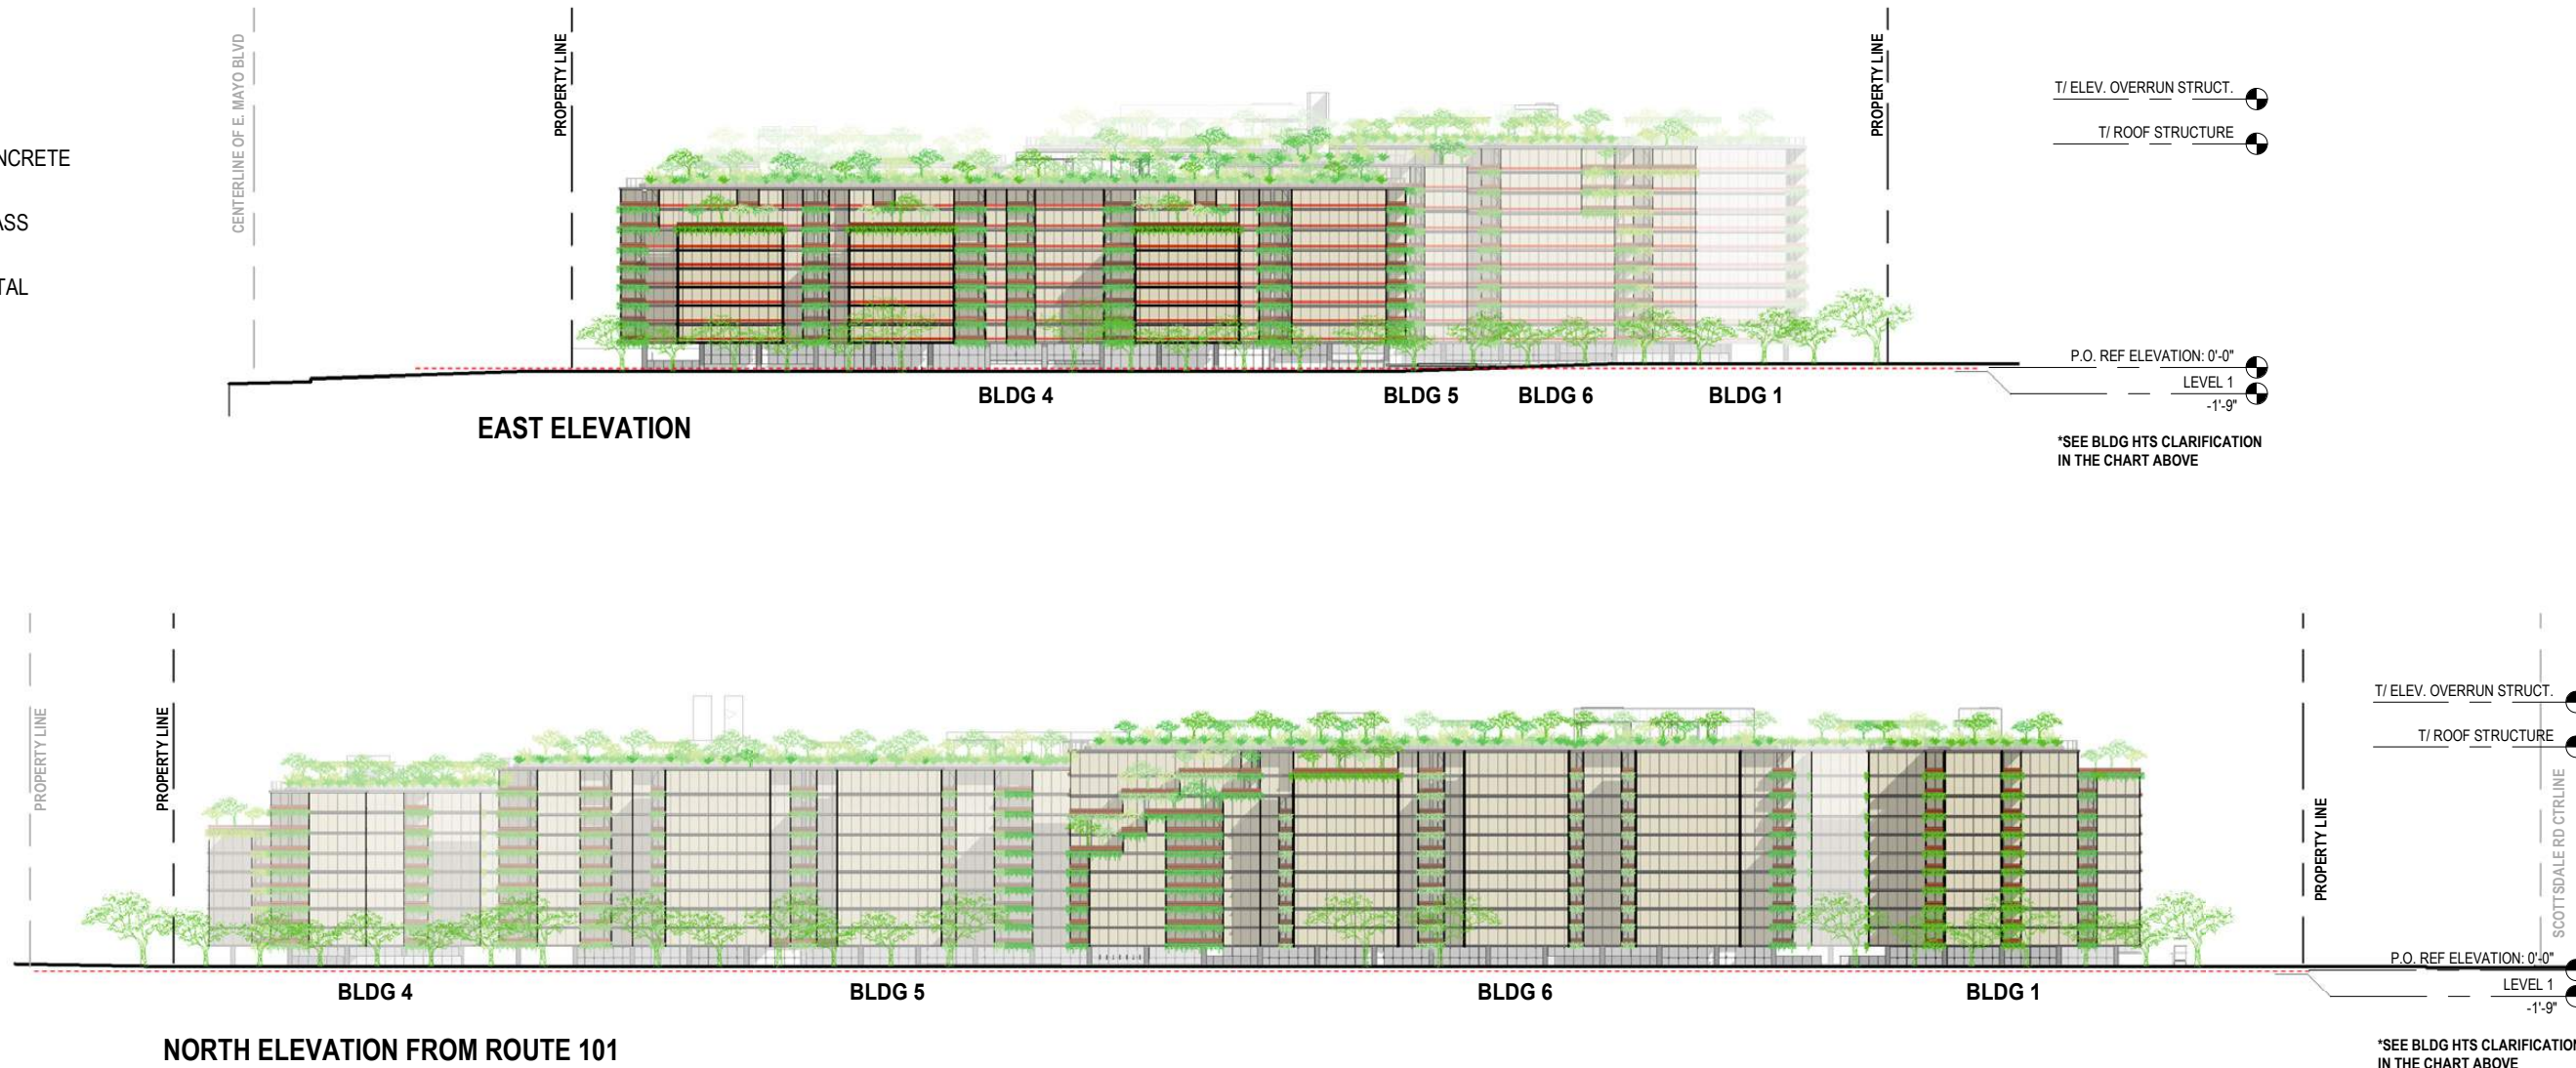 NCRETE
ASS
TAL
CENTERLINE OF E. MAYO BLVD
PROPERTY LINE
PROPERTY LINE
T/ ELEV. OVERRUN STRUCT.
T/ ROOF STRUCTURE
P.O. REF ELEVATION: 0'-0"
LEVEL 1
-1'-9"
BLDG 4
BLDG 5
BLDG 6
BLDG 1
EAST ELEVATION
*SEE BLDG HTS CLARIFICATION
IN THE CHART ABOVE
PROPERTY LINE
PROPERTY LINE
PROPERTY LINE
SCOTTSDALE RD CTRLINE
T/ ELEV. OVERRUN STRUCT.
T/ ROOF STRUCTURE
P.O. REF ELEVATION: 0'-0"
LEVEL 1
-1'-9"
BLDG 4
BLDG 5
BLDG 6
BLDG 1
NORTH ELEVATION FROM ROUTE 101
*SEE BLDG HTS CLARIFICATION
IN THE CHART ABOVE